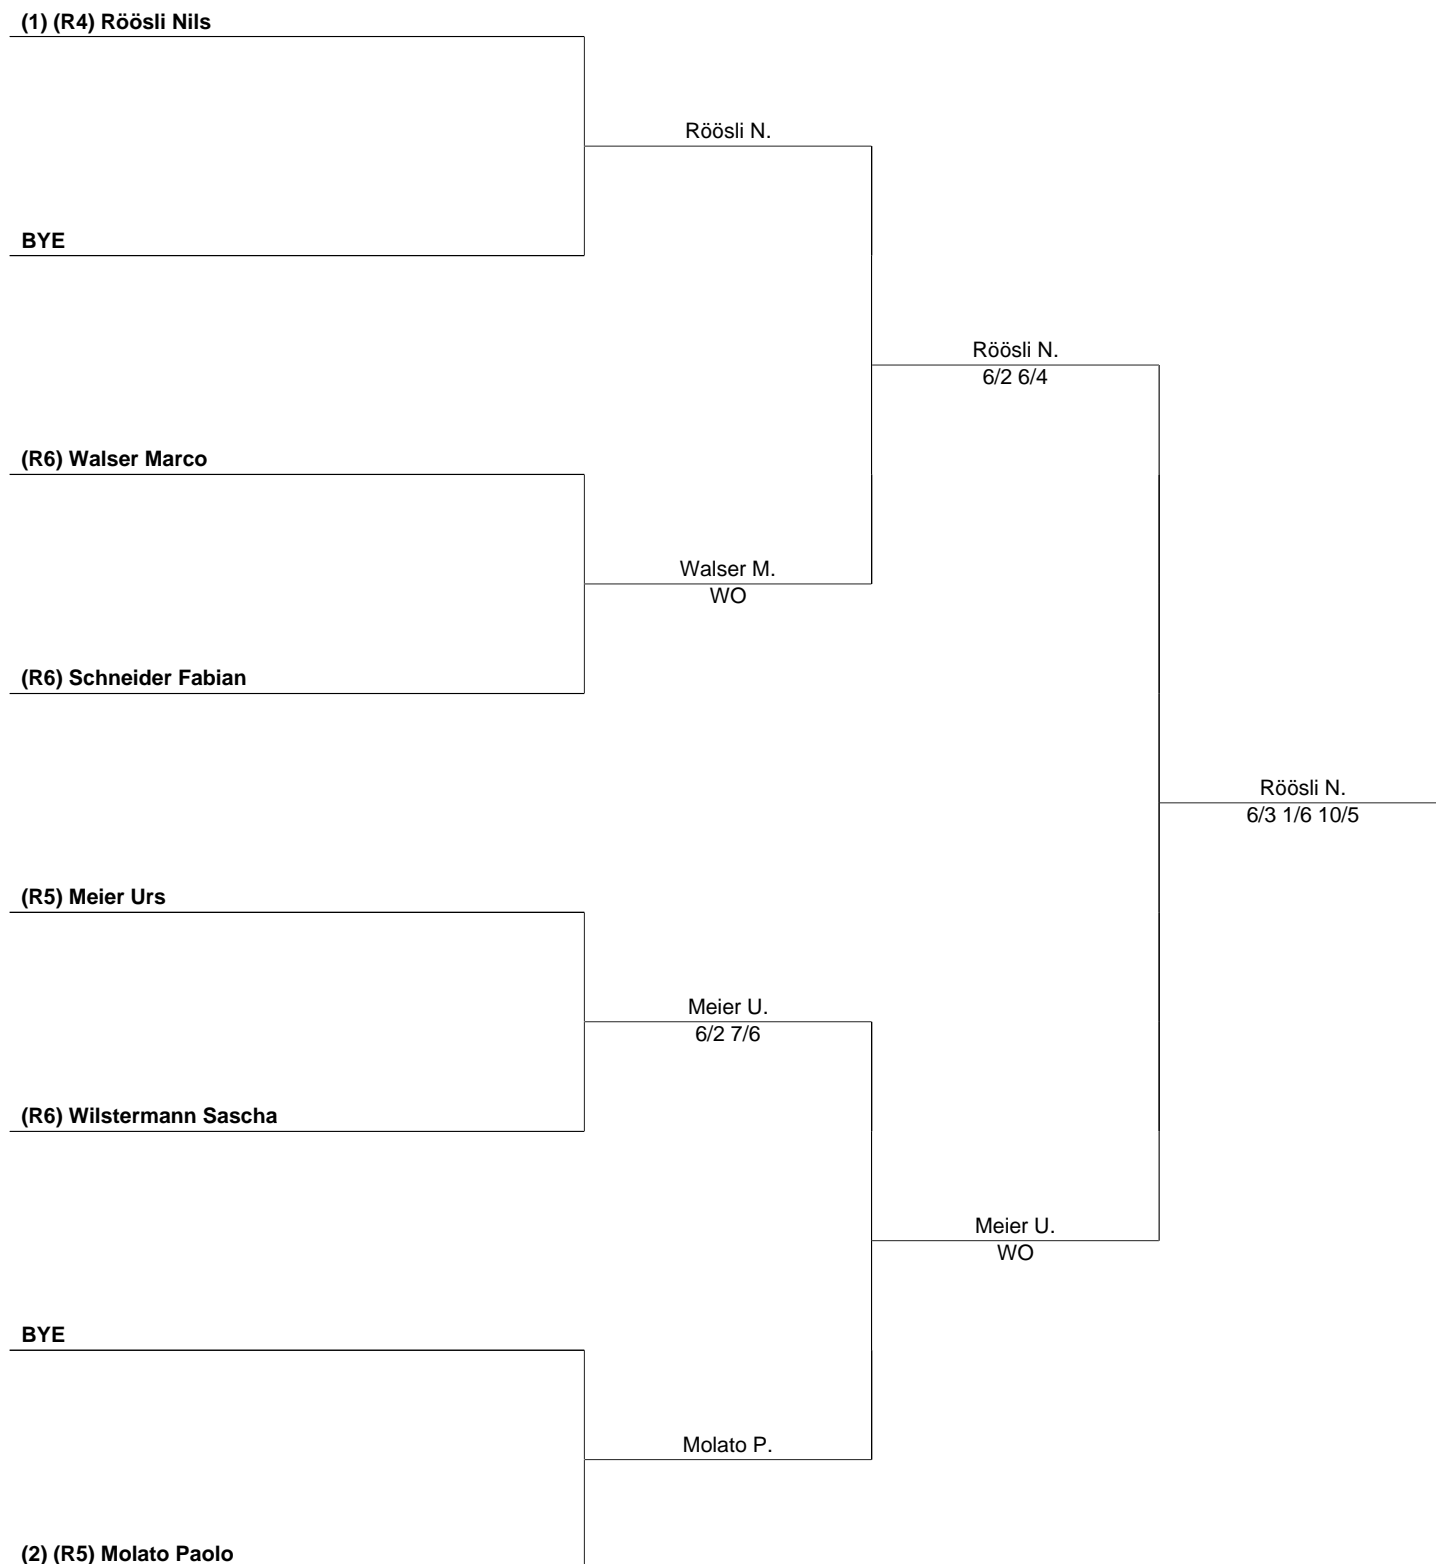 (1) (R4) Röösli Nils
Röösli N.
BYE
Röösli N.
6/2 6/4
(R6) Walser Marco
Walser M.
WO
(R6) Schneider Fabian
Röösli N.
6/3 1/6 10/5
(R5) Meier Urs
Meier U.
6/2 7/6
(R6) Wilstermann Sascha
Meier U.
WO
BYE
Molato P.
(2) (R5) Molato Paolo